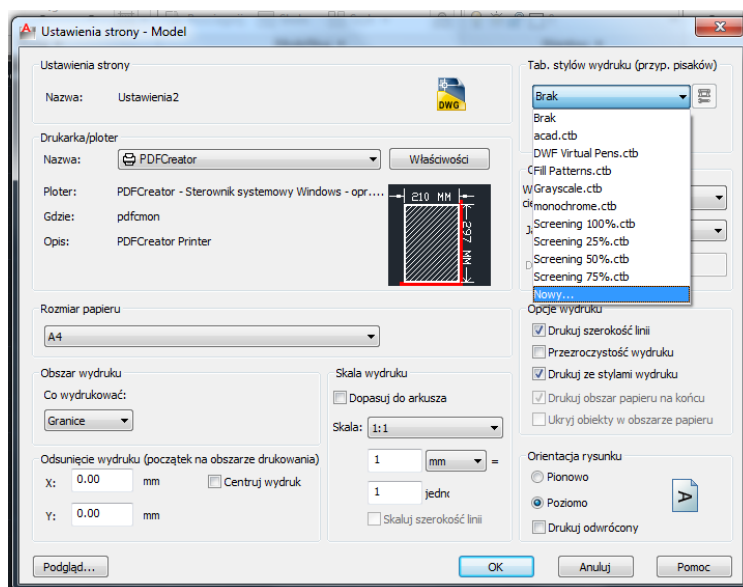 Ustawienia strony - Model
Ustawienia strony
Nazwa: Ustawienia2
DWG
Tab. stylów wydruku (przyp. pisaków)
Brak
Brak
acad.ctb
DWF Virtual Pens.ctb
Fill Patterns.ctb
Grayscale.ctb
monochrome.ctb
Screening 100%.ctb
Screening 25%.ctb
Screening 50%.ctb
Screening 75%.ctb
Nowy...
Drukarka/ploter
Nazwa: PDFCreator Właściwości
Ploter: PDFCreator - Sterownik systemowy Windows - opr....
Gdzie: pdfcmon
Opis: PDFCreator Printer
210 MM
297 MM
Rozmiar papieru
A4
Obszar wydruku
Co wydrukować:
Granice
Skala wydruku
Dopasuj do arkusza
Skala: 1:1
1 mm =
1
Skaluj szerokość linii
Odsunięcie wydruku (początek na obszarze drukowania)
X: 0.00 mm Centruj wydruk
Y: 0.00 mm
Opcje wydruku
Drukuj szerokość linii
Przezroczystość wydruku
Drukuj ze stylami wydruku
Drukuj obszar papieru na końcu
Ukryj obiekty w obszarze papieru
Orientacja rysunku
Pionowo
Poziomo
A
Drukuj odwrócony
Podgląd... OK Anuluj Pomoc